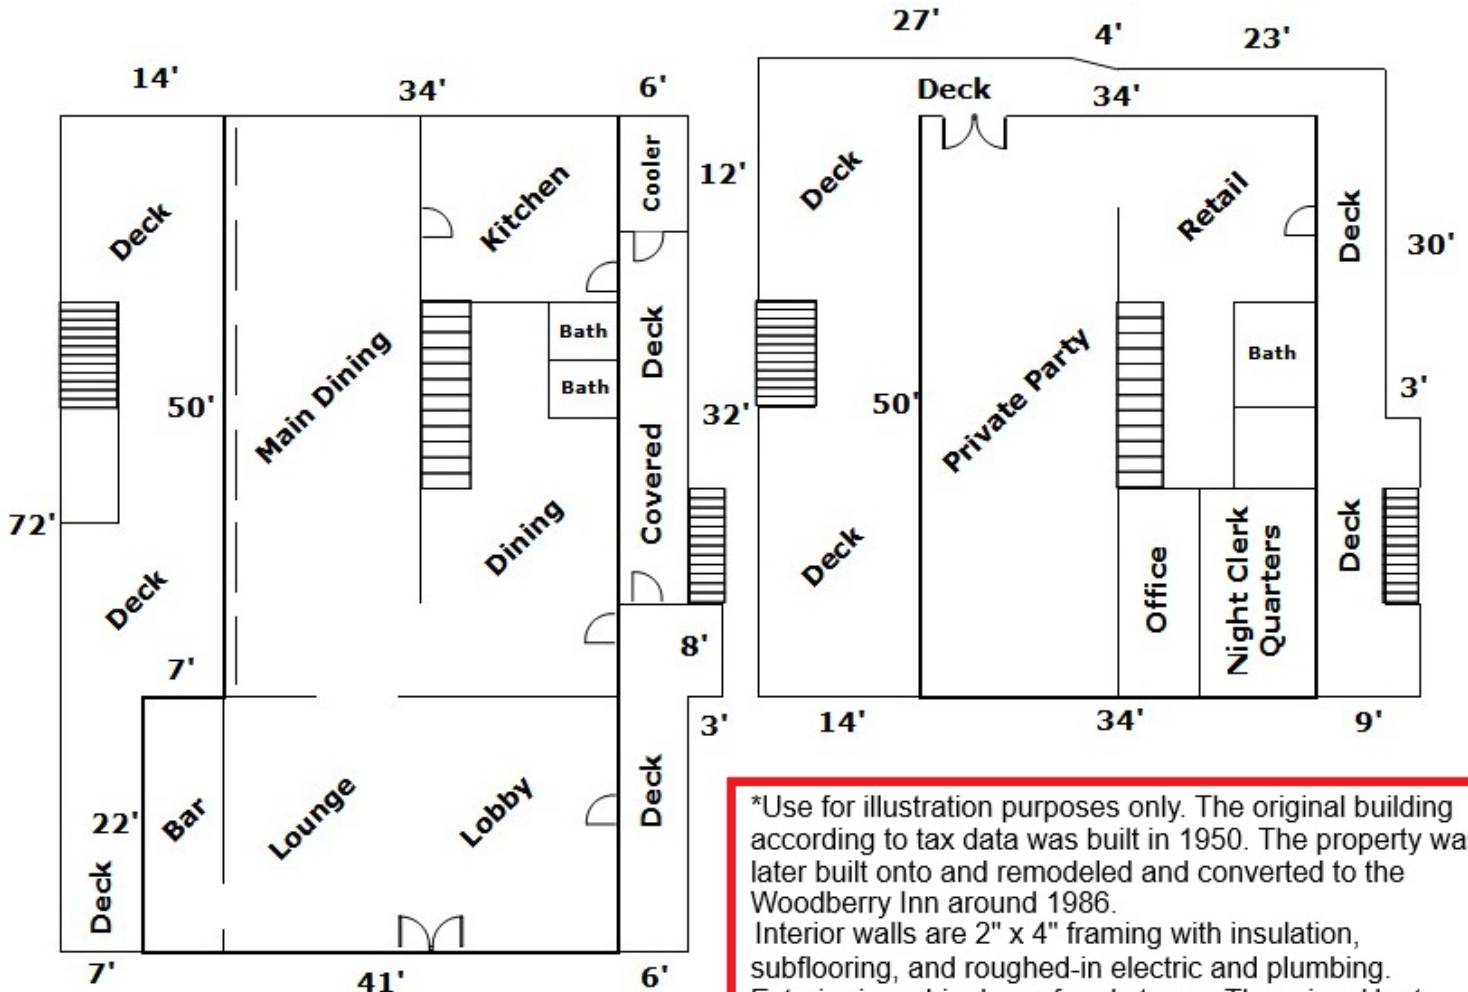 27'
4'
23'
14'
34'
6'
Deck
34'
Cooler
12'
Kitchen
Deck
Deck
Retail
Deck
30'
Bath
Bath
Deck
Covered
Main Dining
50'
32'
Bath
3'
50'
Private Party
72'
Dining
Deck
Deck
Deck
Office
Night Clerk
Quarters
7'
8'
3'
14'
34'
9'
22'
Bar
Lounge
Lobby
Deck
Deck
7'
41'
6'
*Use for illustration purposes only. The original building
according to tax data was built in 1950. The property wa
later built onto and remodeled and converted to the
Woodberry Inn around 1986.
Interior walls are 2" x 4" framing with insulation,
subflooring, and roughed-in electric and plumbing.